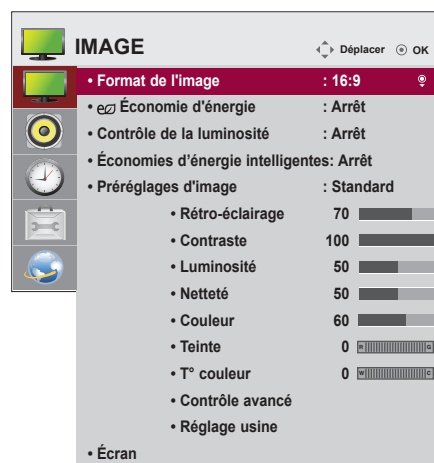 IMAGE Déplacer OK
• Format de l'image : 16:9
• Économie d'énergie : Arrêt
• Contrôle de la luminosité : Arrêt
• Économies d’énergie intelligentes: Arrêt
• Préréglages d'image : Standard
• Rétro-éclairage 70
• Contraste 100
• Luminosité 50
• Netteté 50
• Couleur 60
• Teinte 0 R G
• T° couleur 0 W C
• Contrôle avancé
• Réglage usine
• Écran